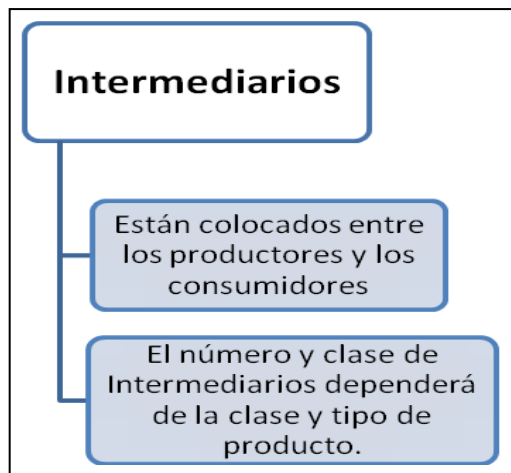 Intermediarios
Están colocados entre
los productores y los
consumidores
El número y clase de
Intermediarios dependerá
de la clase y tipo de
producto.